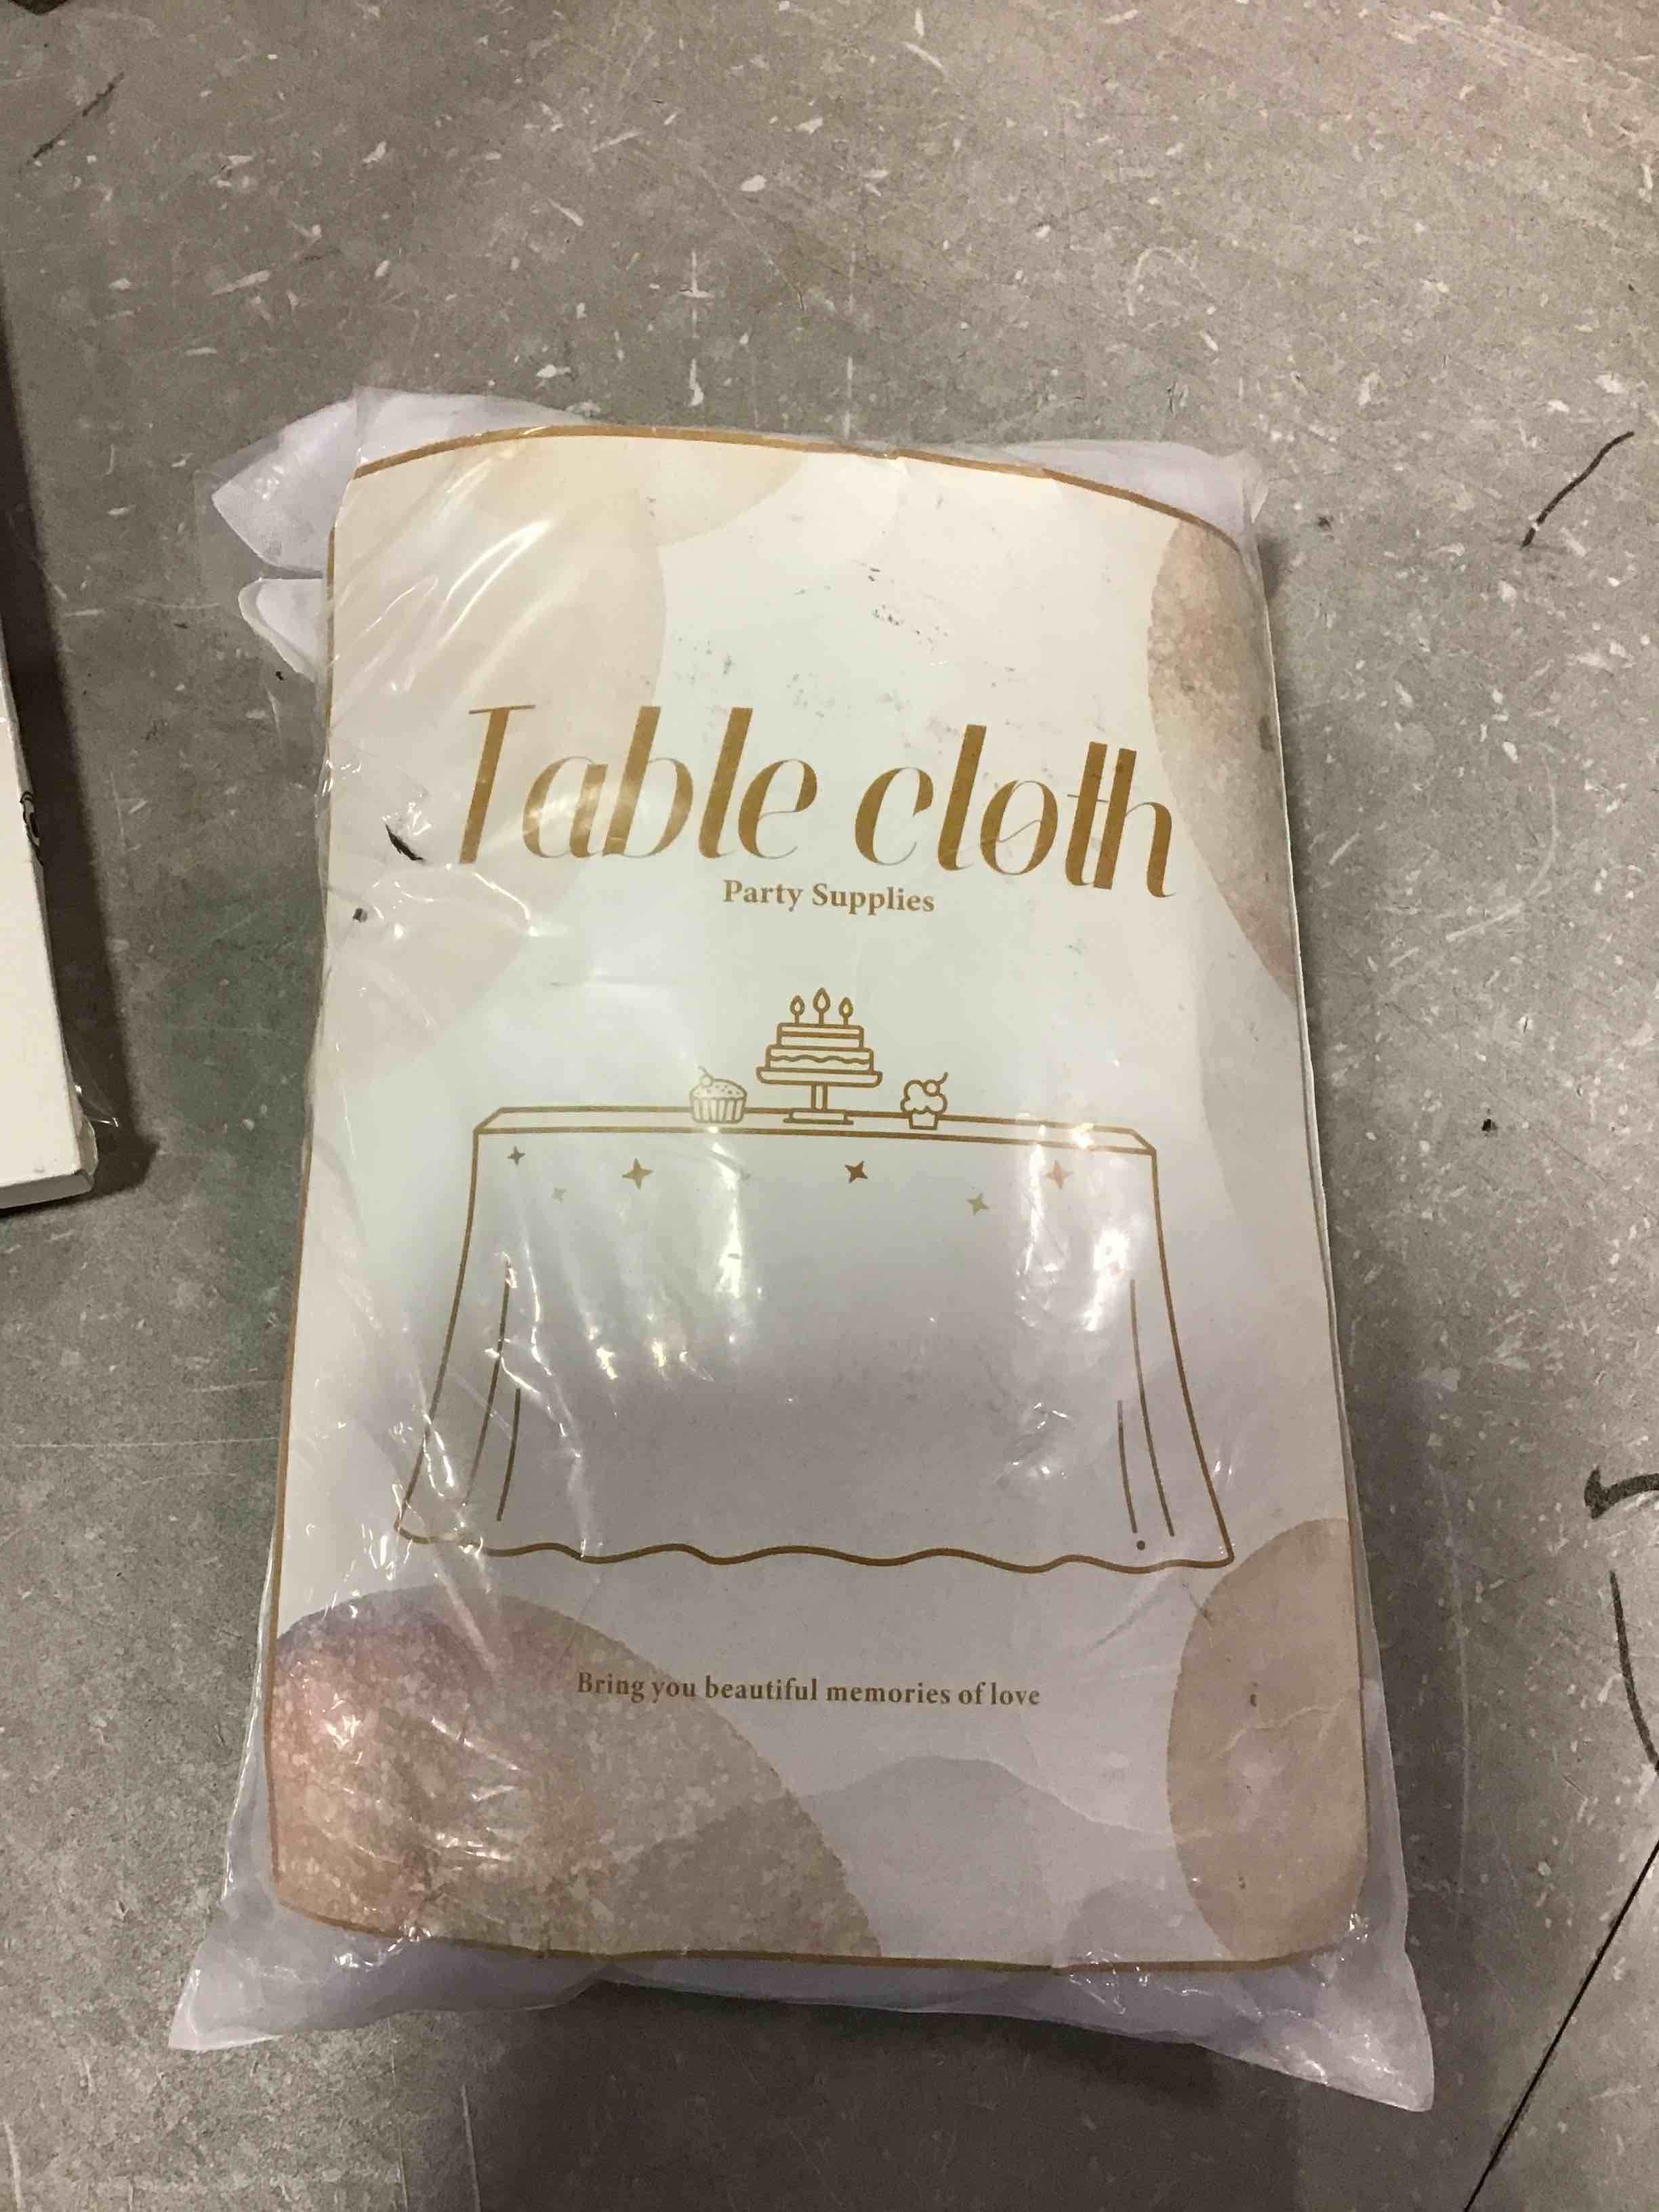 Table cloth
Party Supplies
Bring you beautiful memories of love